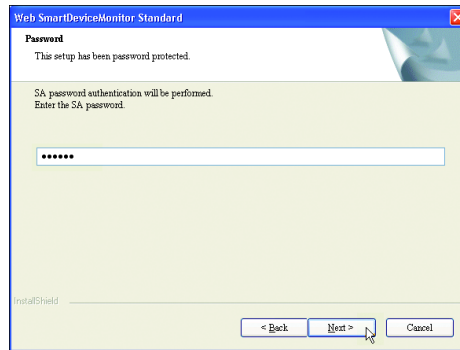 Web SmartDeviceMonitor Standard
Password
This setup has been password protected.
SA password authentication will be performed.
Enter the SA password.
••••••
InstallShield
< Back Next > Cancel